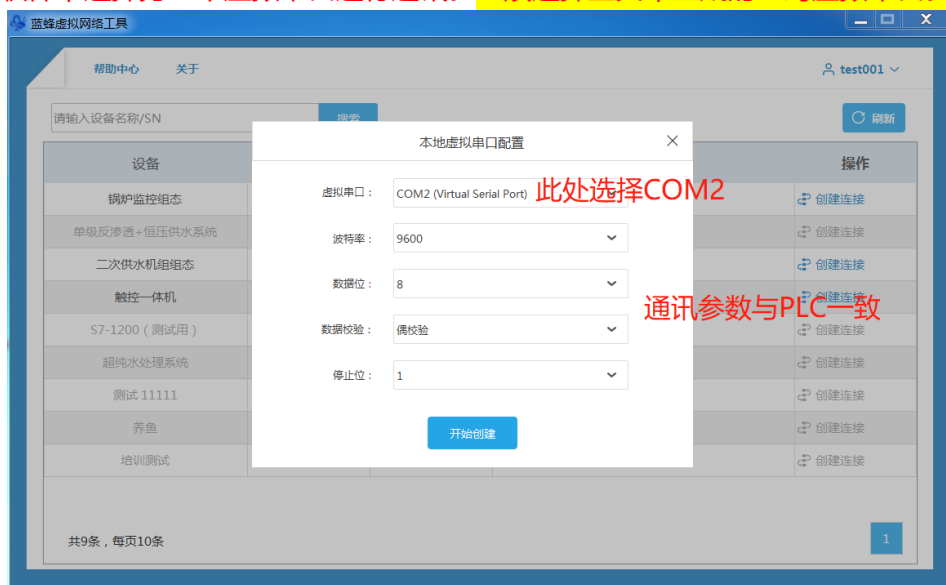 蓝蜂虚拟网络工具
帮助中心 关于 test001
请输入设备名称/SN 搜索 刷新
本地虚拟串口配置
设备 操作
虚拟串口： COM2 (Virtual Serial Port) 此处选择COM2
锅炉监控组态 创建连接
单级反渗透+恒压供水系统 创建连接
波特率： 9600
二次供水机组组态 创建连接
数据位： 8
触控一体机 创建连接
通讯参数与PLC一致
S7-1200（测试用） 创建连接
数据校验： 偶校验
超纯水处理系统 创建连接
停止位： 1
测试 11111 创建连接
养鱼 创建连接
开始创建
培训测试 创建连接
共9条，每页10条 1